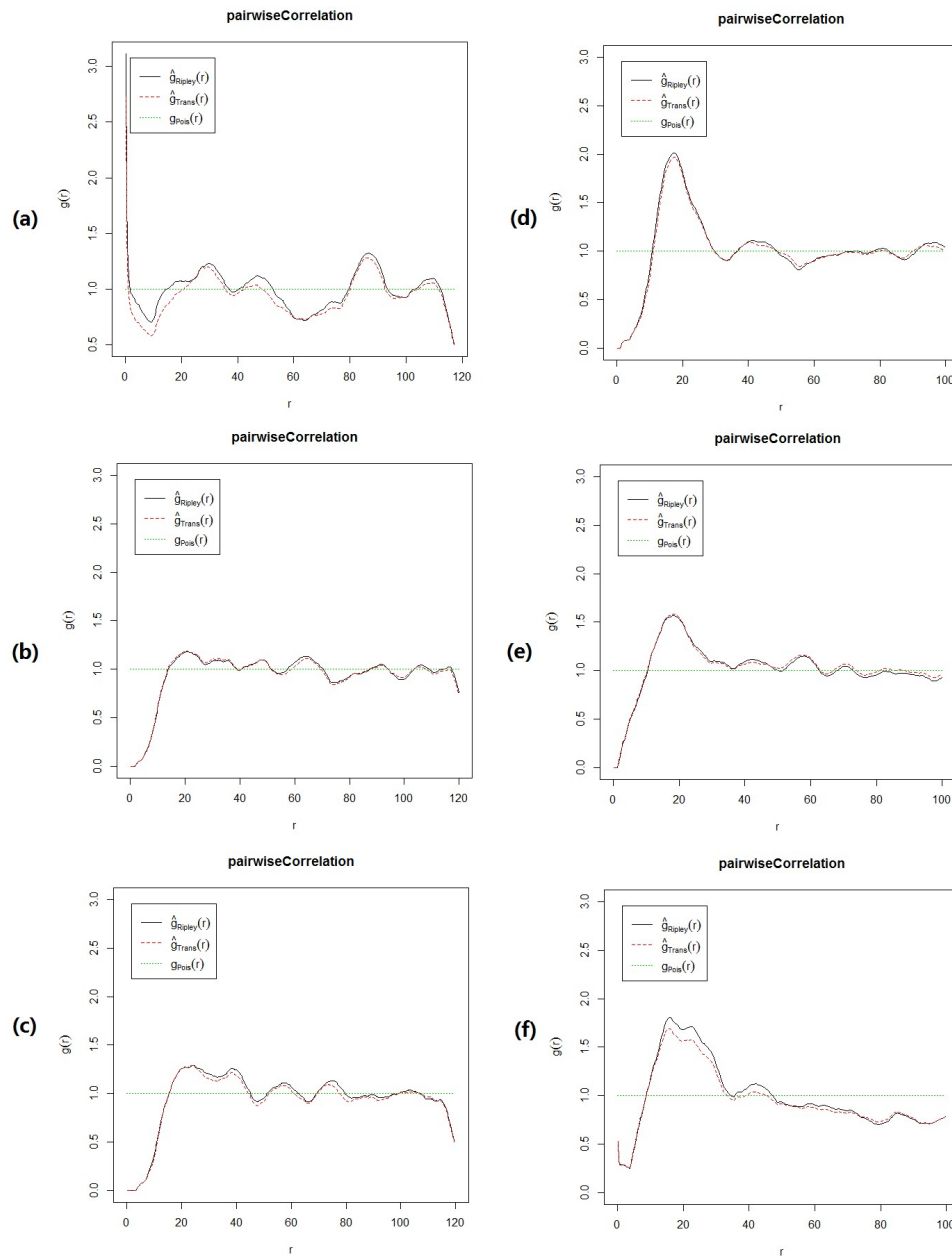 pairwiseCorrelation
(a)
g(r)
3.0
2.5
2.0
1.5
1.0
0.5
ĝRipley(r)
ĝTrans(r)
gPois(r)
0 20 40 60 80 100 120
r
pairwiseCorrelation
(d)
g(r)
3.0
2.5
2.0
1.5
1.0
0.5
0.0
ĝRipley(r)
ĝTrans(r)
gPois(r)
0 20 40 60 80 100
r
pairwiseCorrelation
(b)
g(r)
3.0
2.5
2.0
1.5
1.0
0.5
0.0
ĝRipley(r)
ĝTrans(r)
gPois(r)
0 20 40 60 80 100 120
r
pairwiseCorrelation
(e)
g(r)
3.0
2.5
2.0
1.5
1.0
0.5
0.0
ĝRipley(r)
ĝTrans(r)
gPois(r)
0 20 40 60 80 100
r
pairwiseCorrelation
(c)
g(r)
3.0
2.5
2.0
1.5
1.0
0.5
0.0
ĝRipley(r)
ĝTrans(r)
gPois(r)
0 20 40 60 80 100 120
r
pairwiseCorrelation
(f)
g(r)
3.0
2.5
2.0
1.5
1.0
0.5
0.0
ĝRipley(r)
ĝTrans(r)
gPois(r)
0 20 40 60 80 100
r